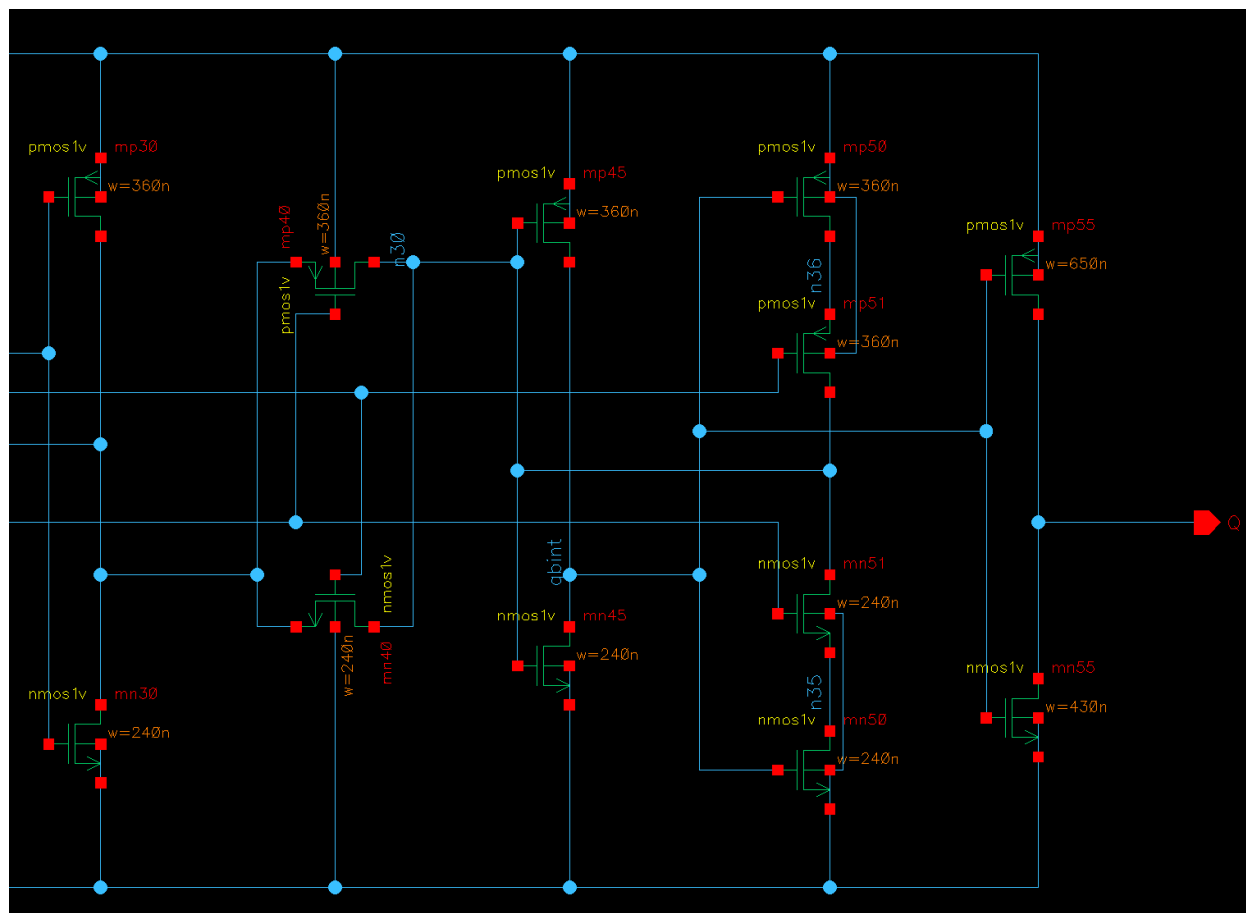 pmos1v mp30
w=360n
mp40
w=360n
pmos1v
n30
pmos1v mp45
w=360n
pmos1v mp50
w=360n
n36
pmos1v mp51
w=360n
pmos1v mp55
w=650n
Q
nmos1v
w=240n
mn40
qbint
nmos1v mn45
w=240n
nmos1v mn51
w=240n
n35
nmos1v mn50
w=240n
nmos1v mn55
w=430n
nmos1v mn30
w=240n